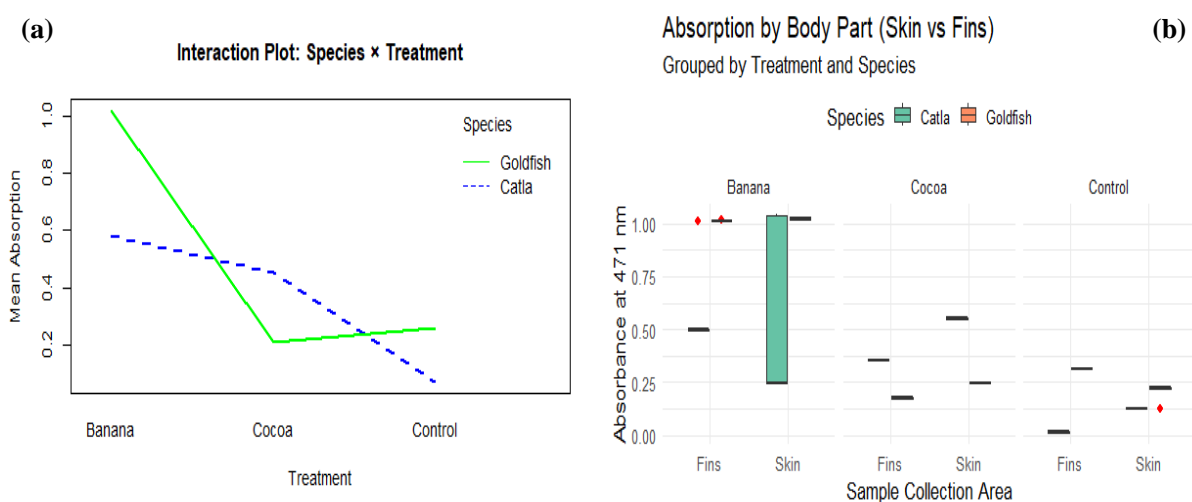 (a)
Interaction Plot: Species × Treatment
1.0
0.8
0.6
0.4
0.2
Mean Absorption
Species
Goldfish
Catla
Banana Cocoa Control
Treatment
(b)
Absorption by Body Part (Skin vs Fins)
Grouped by Treatment and Species
Species Catla Goldfish
Banana Cocoa Control
1.00
0.75
0.50
0.25
0.00
Absorbance at 471 nm
Fins Skin Fins Skin Fins Skin
Sample Collection Area